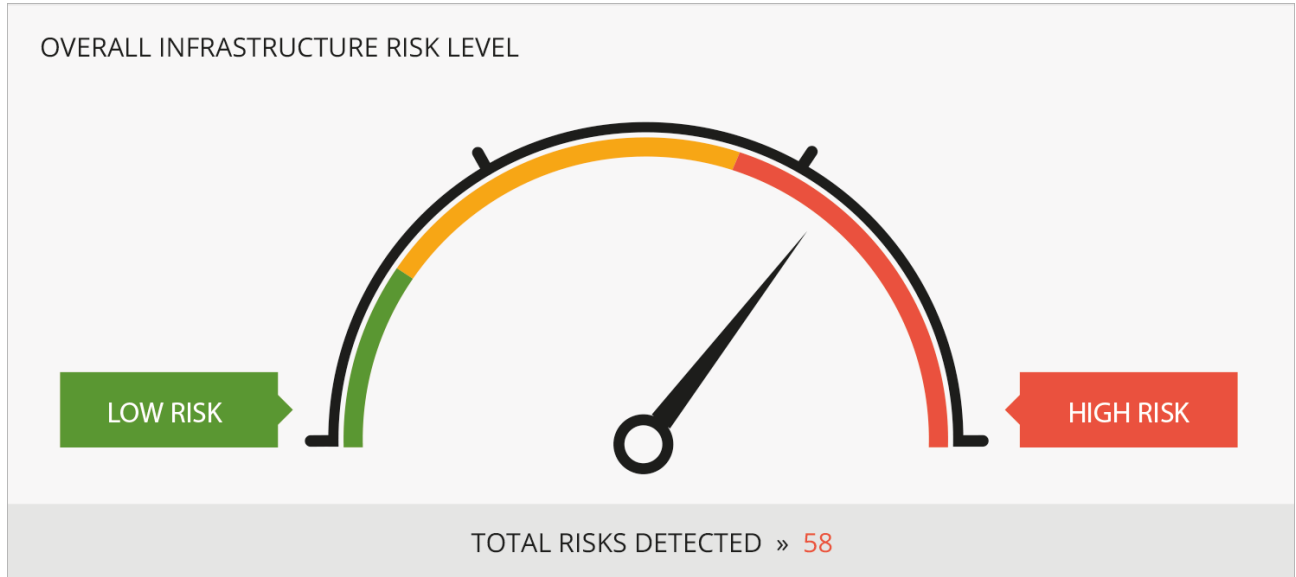 OVERALL INFRASTRUCTURE RISK LEVEL
LOW RISK
HIGH RISK
TOTAL RISKS DETECTED » 58